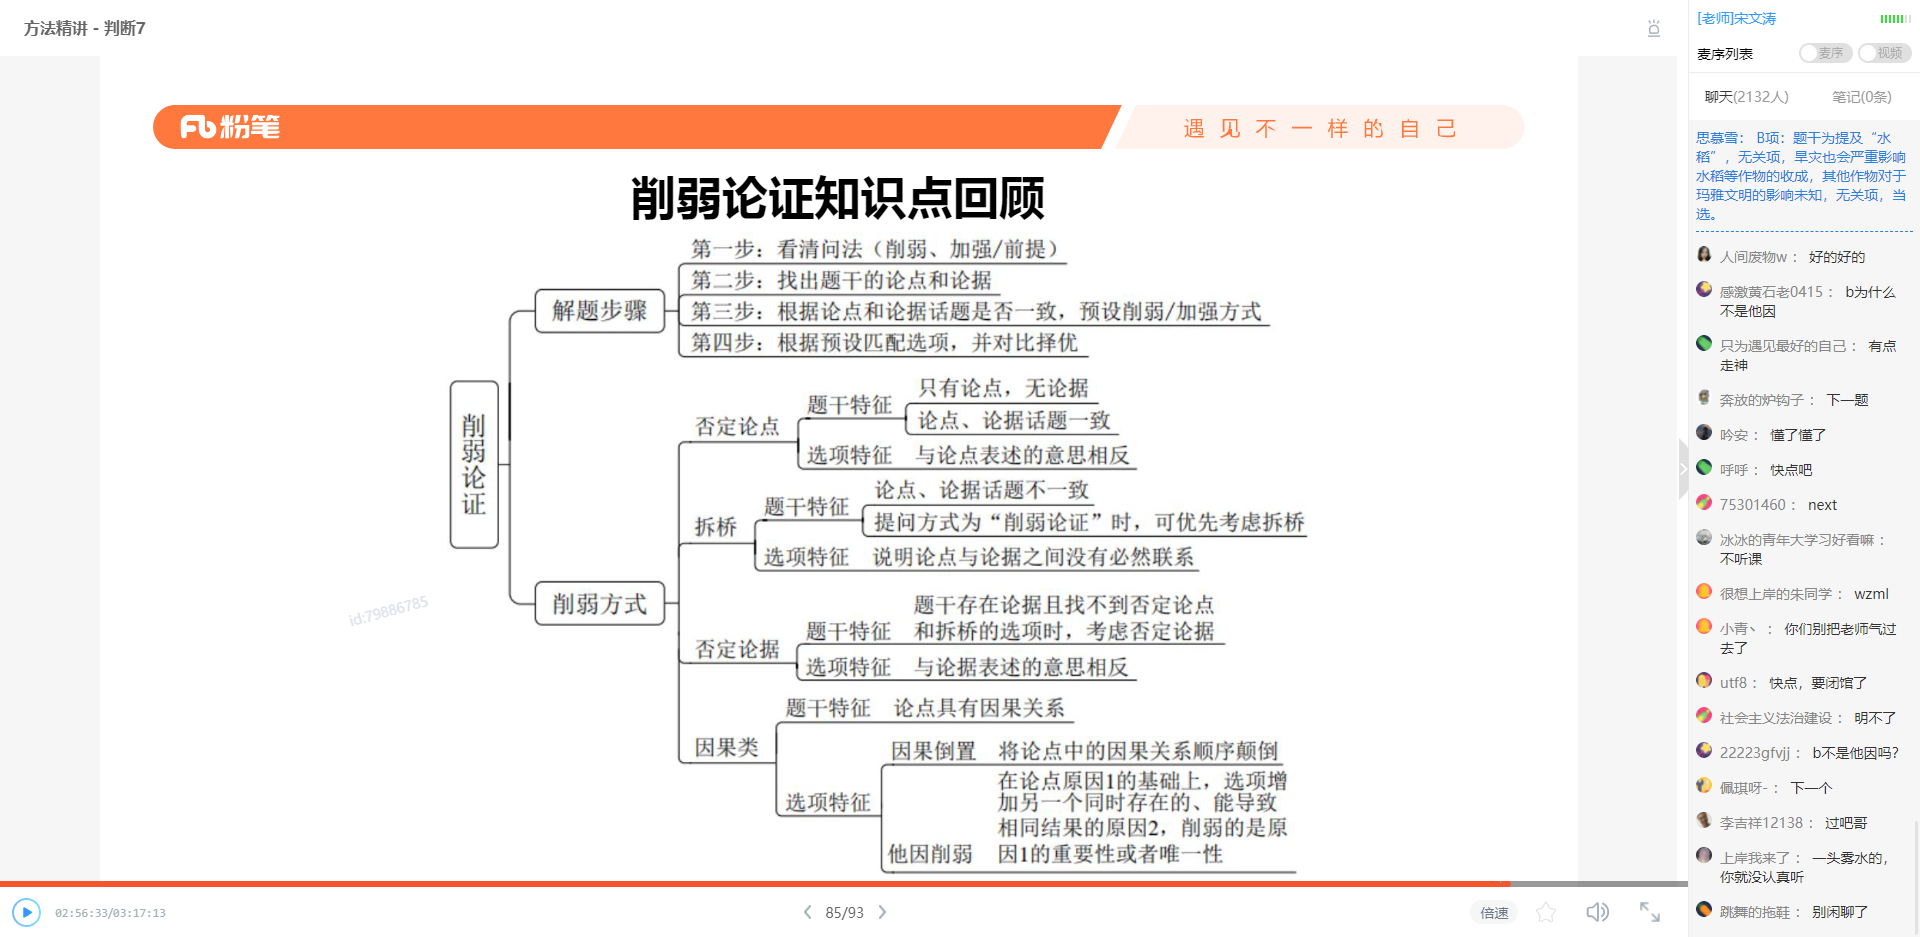 方法精讲 - 判断7
粉笔
遇见不一样的自己
削弱论证知识点回顾
削弱论证
解题步骤
第一步：看清问法（削弱、加强/前提）
第二步：找出题干的论点和论据
第三步：根据论点和论据话题是否一致，预设削弱/加强方式
第四步：根据预设匹配选项，并对比择优
削弱方式
否定论点
题干特征
只有论点，无论据
论点、论据话题一致
选项特征 与论点表述的意思相反
拆桥
题干特征
论点、论据话题不一致
提问方式为“削弱论证”时，可优先考虑拆桥
选项特征 说明论点与论据之间没有必然联系
否定论据
题干特征
题干存在论据且找不到否定论点
和拆桥的选项时，考虑否定论据
选项特征 与论据表述的意思相反
因果类
题干特征 论点具有因果关系
选项特征
因果倒置 将论点中的因果关系顺序颠倒
他因削弱
在论点原因1的基础上，选项增
加另一个同时存在的、能导致
相同结果的原因2，削弱的是原
因1的重要性或者唯一性
id:79886785
02:56:33/03:17:13
85/93
倍速
[老师]宋文涛
麦序列表
麦序
视频
聊天(2132人)
笔记(0条)
思慕雪： B项：题干为提及“水
稻”，无关项，旱灾也会严重影响
水稻等作物的收成，其他作物对于
玛雅文明的影响未知，无关项，当
选。
人间废物w： 好的好的
感激黄石老0415： b为什么
不是他因
只为遇见最好的自己： 有点
走神
奔放的炉钩子： 下一题
吟安： 懂了懂了
呼呼： 快点吧
75301460： next
冰冰的青年大学习好看嘛：
不听课
很想上岸的朱同学： wzml
小青丶： 你们别把老师气过
去了
utf8： 快点，要闭馆了
社会主义法治建设： 明不了
22223gfvjj： b不是他因吗?
佩琪呀-： 下一个
李吉祥12138： 过吧哥
上岸我来了： 一头雾水的，
你就没认真听
跳舞的拖鞋： 别闲聊了